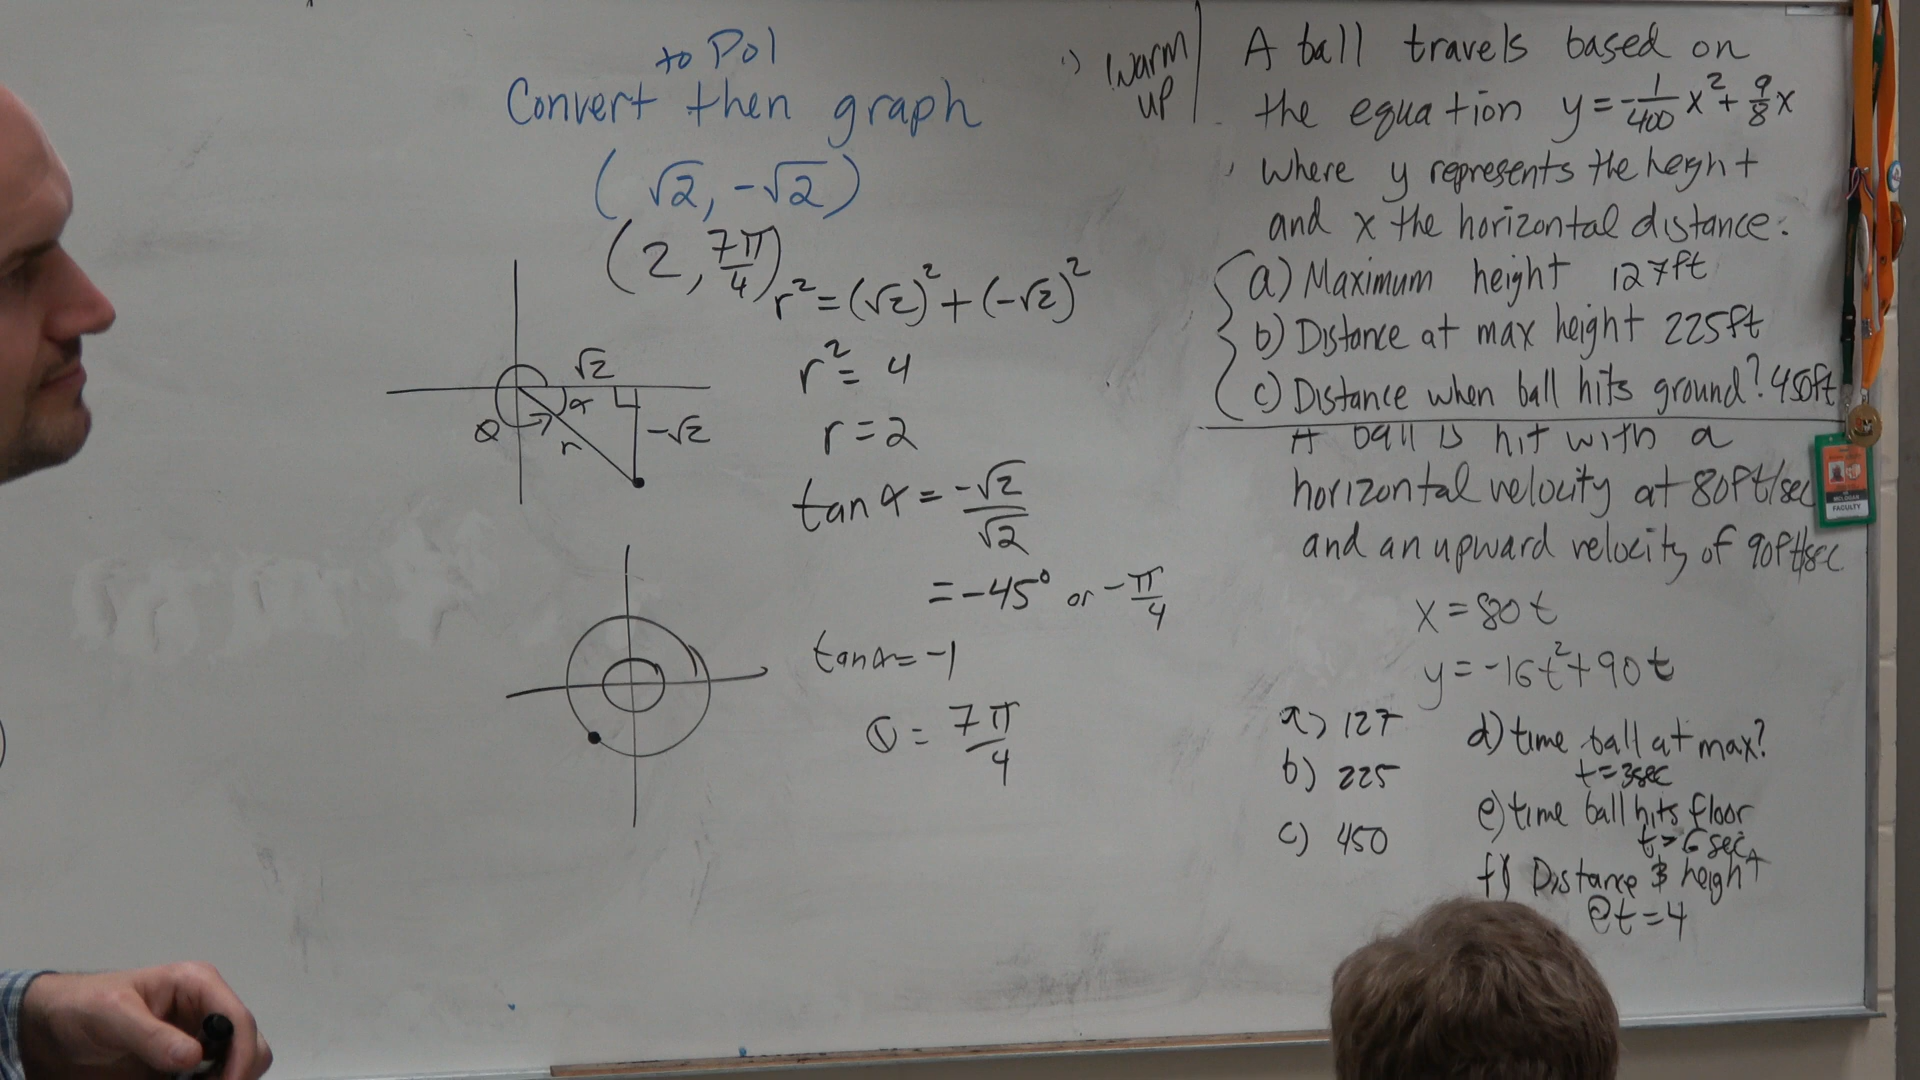 to Pol
Convert then graph
(√2, -√2)
(2, 7π/4)
r² = (√2)² + (-√2)²
r² = 4
r = 2
tan α = -√2/√2
= -45° or -π/4
tan α = -1
θ = 7π/4
√2
α
-√2
θ
r
1) Warm up
A ball travels based on
the equation y = -1/400 x² + 9/8 x
where y represents the height
and x the horizontal distance:
a) Maximum height 127ft
b) Distance at max height 225ft
c) Distance when ball hits ground? 450ft
A ball is hit with a
horizontal velocity at 80ft/sec
and an upward velocity of 90ft/sec
x = 80t
y = -16t² + 90t
a) 127
b) 225
c) 450
d) time ball at max?
t = 3sec
e) time ball hits floor
t = 6 sec
f) Distance & height
@t = 4
FACULTY